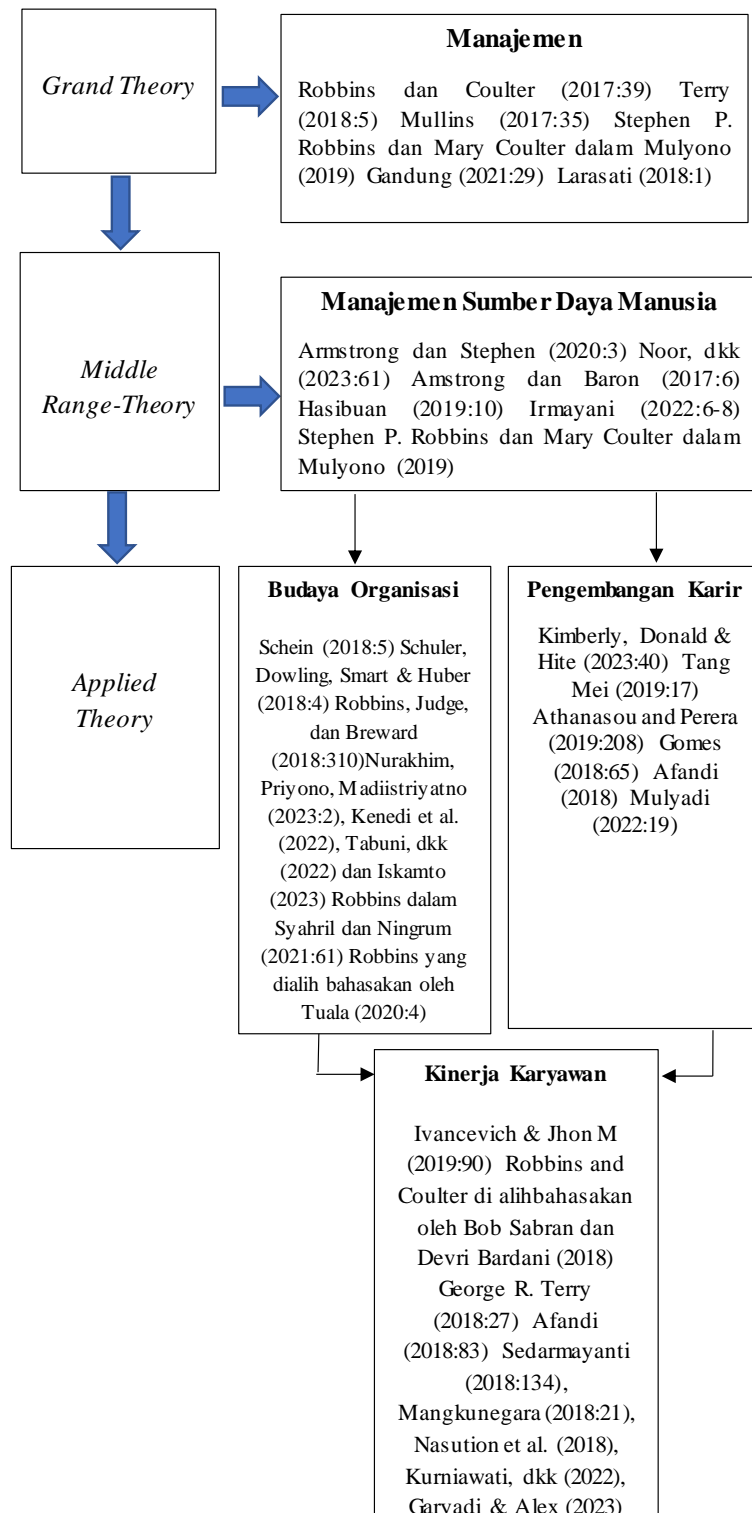 Grand Theory
Manajemen
Robbins dan Coulter (2017:39) Terry
(2018:5) Mullins (2017:35) Stephen P.
Robbins dan Mary Coulter dalam Mulyono
(2019) Gandung (2021:29) Larasati (2018:1)
Middle
Range-Theory
Manajemen Sumber Daya Manusia
Armstrong dan Stephen (2020:3) Noor, dkk
(2023:61) Amstrong dan Baron (2017:6)
Hasibuan (2019:10) Irmayani (2022:6-8)
Stephen P. Robbins dan Mary Coulter dalam
Mulyono (2019)
Applied
Theory
Budaya Organisasi
Schein (2018:5) Schuler,
Dowling, Smart & Huber
(2018:4) Robbins, Judge,
dan Breward
(2018:310)Nurakhim,
Priyono, Madiistriyatno
(2023:2), Kenedi et al.
(2022), Tabuni, dkk
(2022) dan Iskamto
(2023) Robbins dalam
Syahril dan Ningrum
(2021:61) Robbins yang
dialih bahasakan oleh
Tuala (2020:4)
Pengembangan Karir
Kimberly, Donald &
Hite (2023:40) Tang
Mei (2019:17)
Athanasou and Perera
(2019:208) Gomes
(2018:65) Afandi
(2018) Mulyadi
(2022:19)
Kinerja Karyawan
Ivancevich & Jhon M
(2019:90) Robbins and
Coulter di alihbahasakan
oleh Bob Sabran dan
Devri Bardani (2018)
George R. Terry
(2018:27) Afandi
(2018:83) Sedarmayanti
(2018:134),
Mangkunegara (2018:21),
Nasution et al. (2018),
Kurniawati, dkk (2022),
Garyadi & Alex (2023)